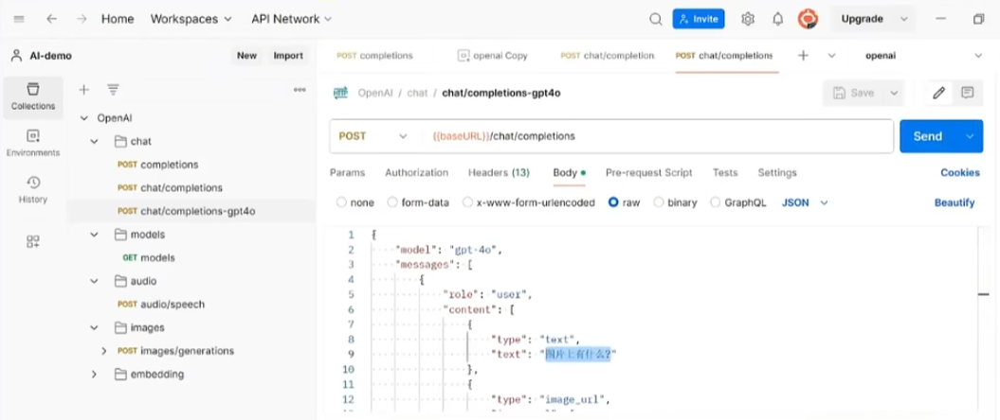 Home Workspaces API Network Invite Upgrade
AI-demo New Import POST completions openai Copy POST chat/completion POST chat/completions openai
Collections OpenAI / chat / chat/completions-gpt4o Save
OpenAI
Environments chat POST {{baseURL}}/chat/completions Send
POST completions
History POST chat/completions Params Authorization Headers (13) Body Pre-request Script Tests Settings Cookies
POST chat/completions-gpt4o none form-data x-www-form-urlencoded raw binary GraphQL JSON Beautify
models
GET models
audio
POST audio/speech
images
POST images/generations
embedding
1 {
2 "model": "gpt-4o",
3 "messages": [
4 {
5 "role": "user",
6 "content": [
7 {
8 "type": "text",
9 "text": "图片上有什么?"
10 },
11 {
12 "type": "image_url",